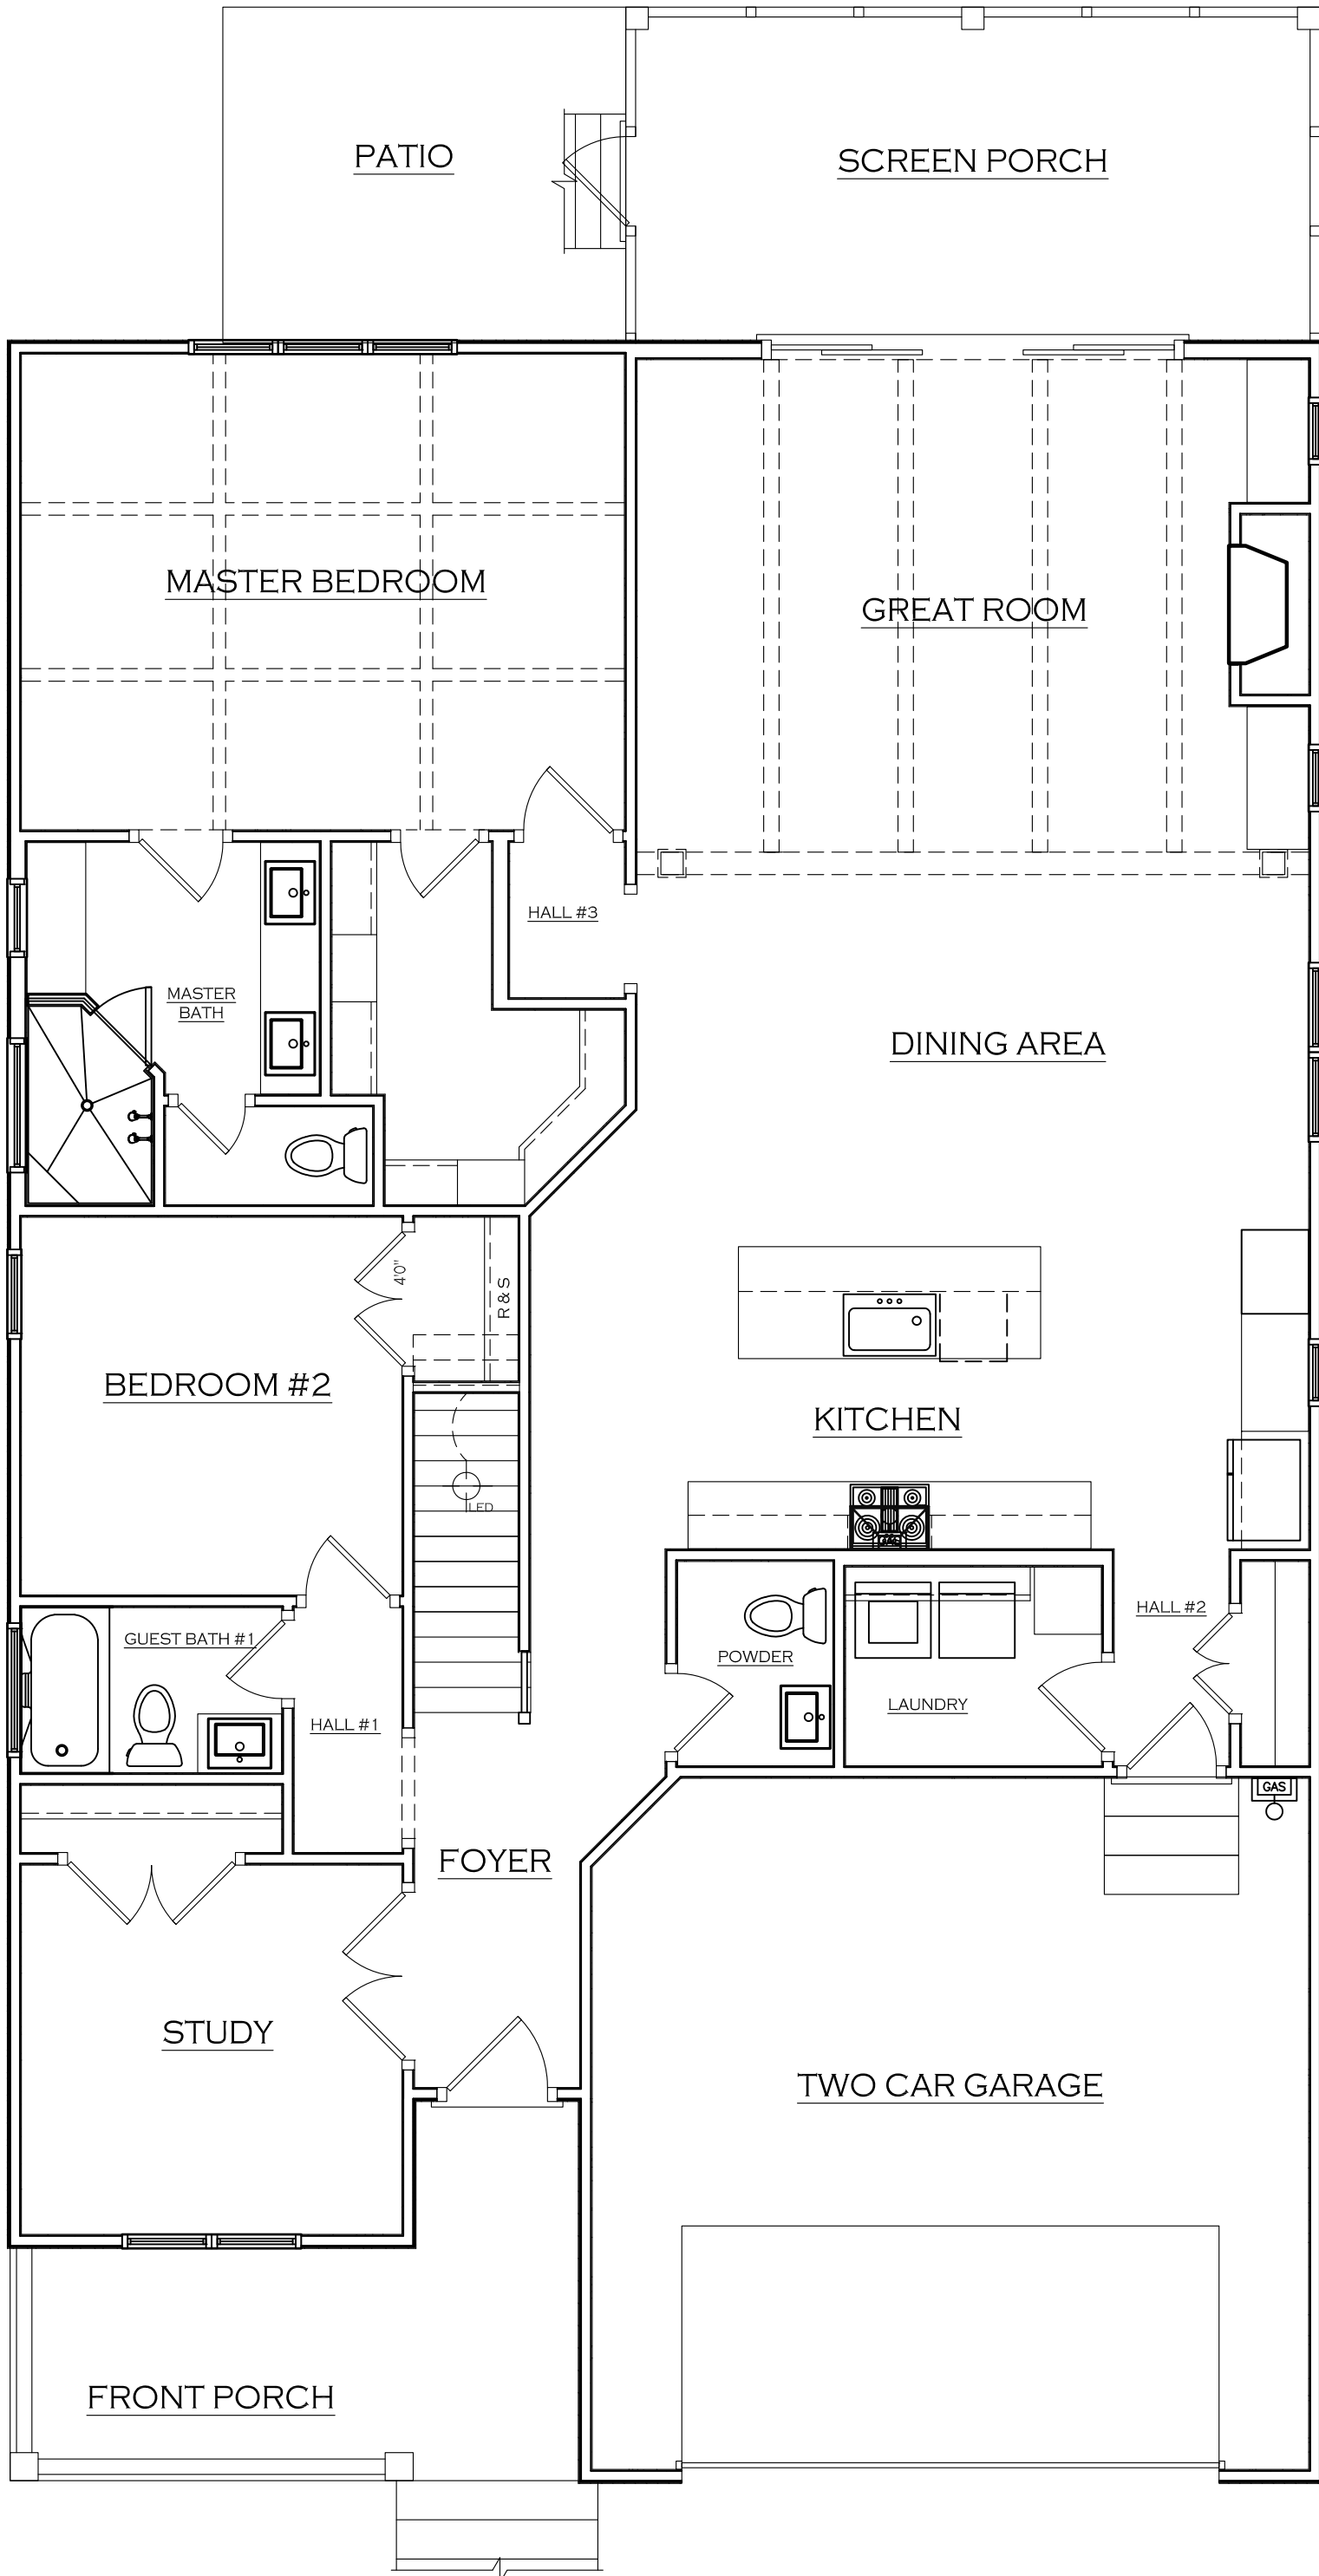 PATIO
SCREEN PORCH
MASTER BEDROOM
GREAT ROOM
HALL #3
MASTER
BATH
DINING AREA
4'0"
R & S
BEDROOM #2
KITCHEN
LED
GAS
GUEST BATH #1
HALL #2
POWDER
LAUNDRY
HALL #1
GAS
FOYER
STUDY
TWO CAR GARAGE
FRONT PORCH